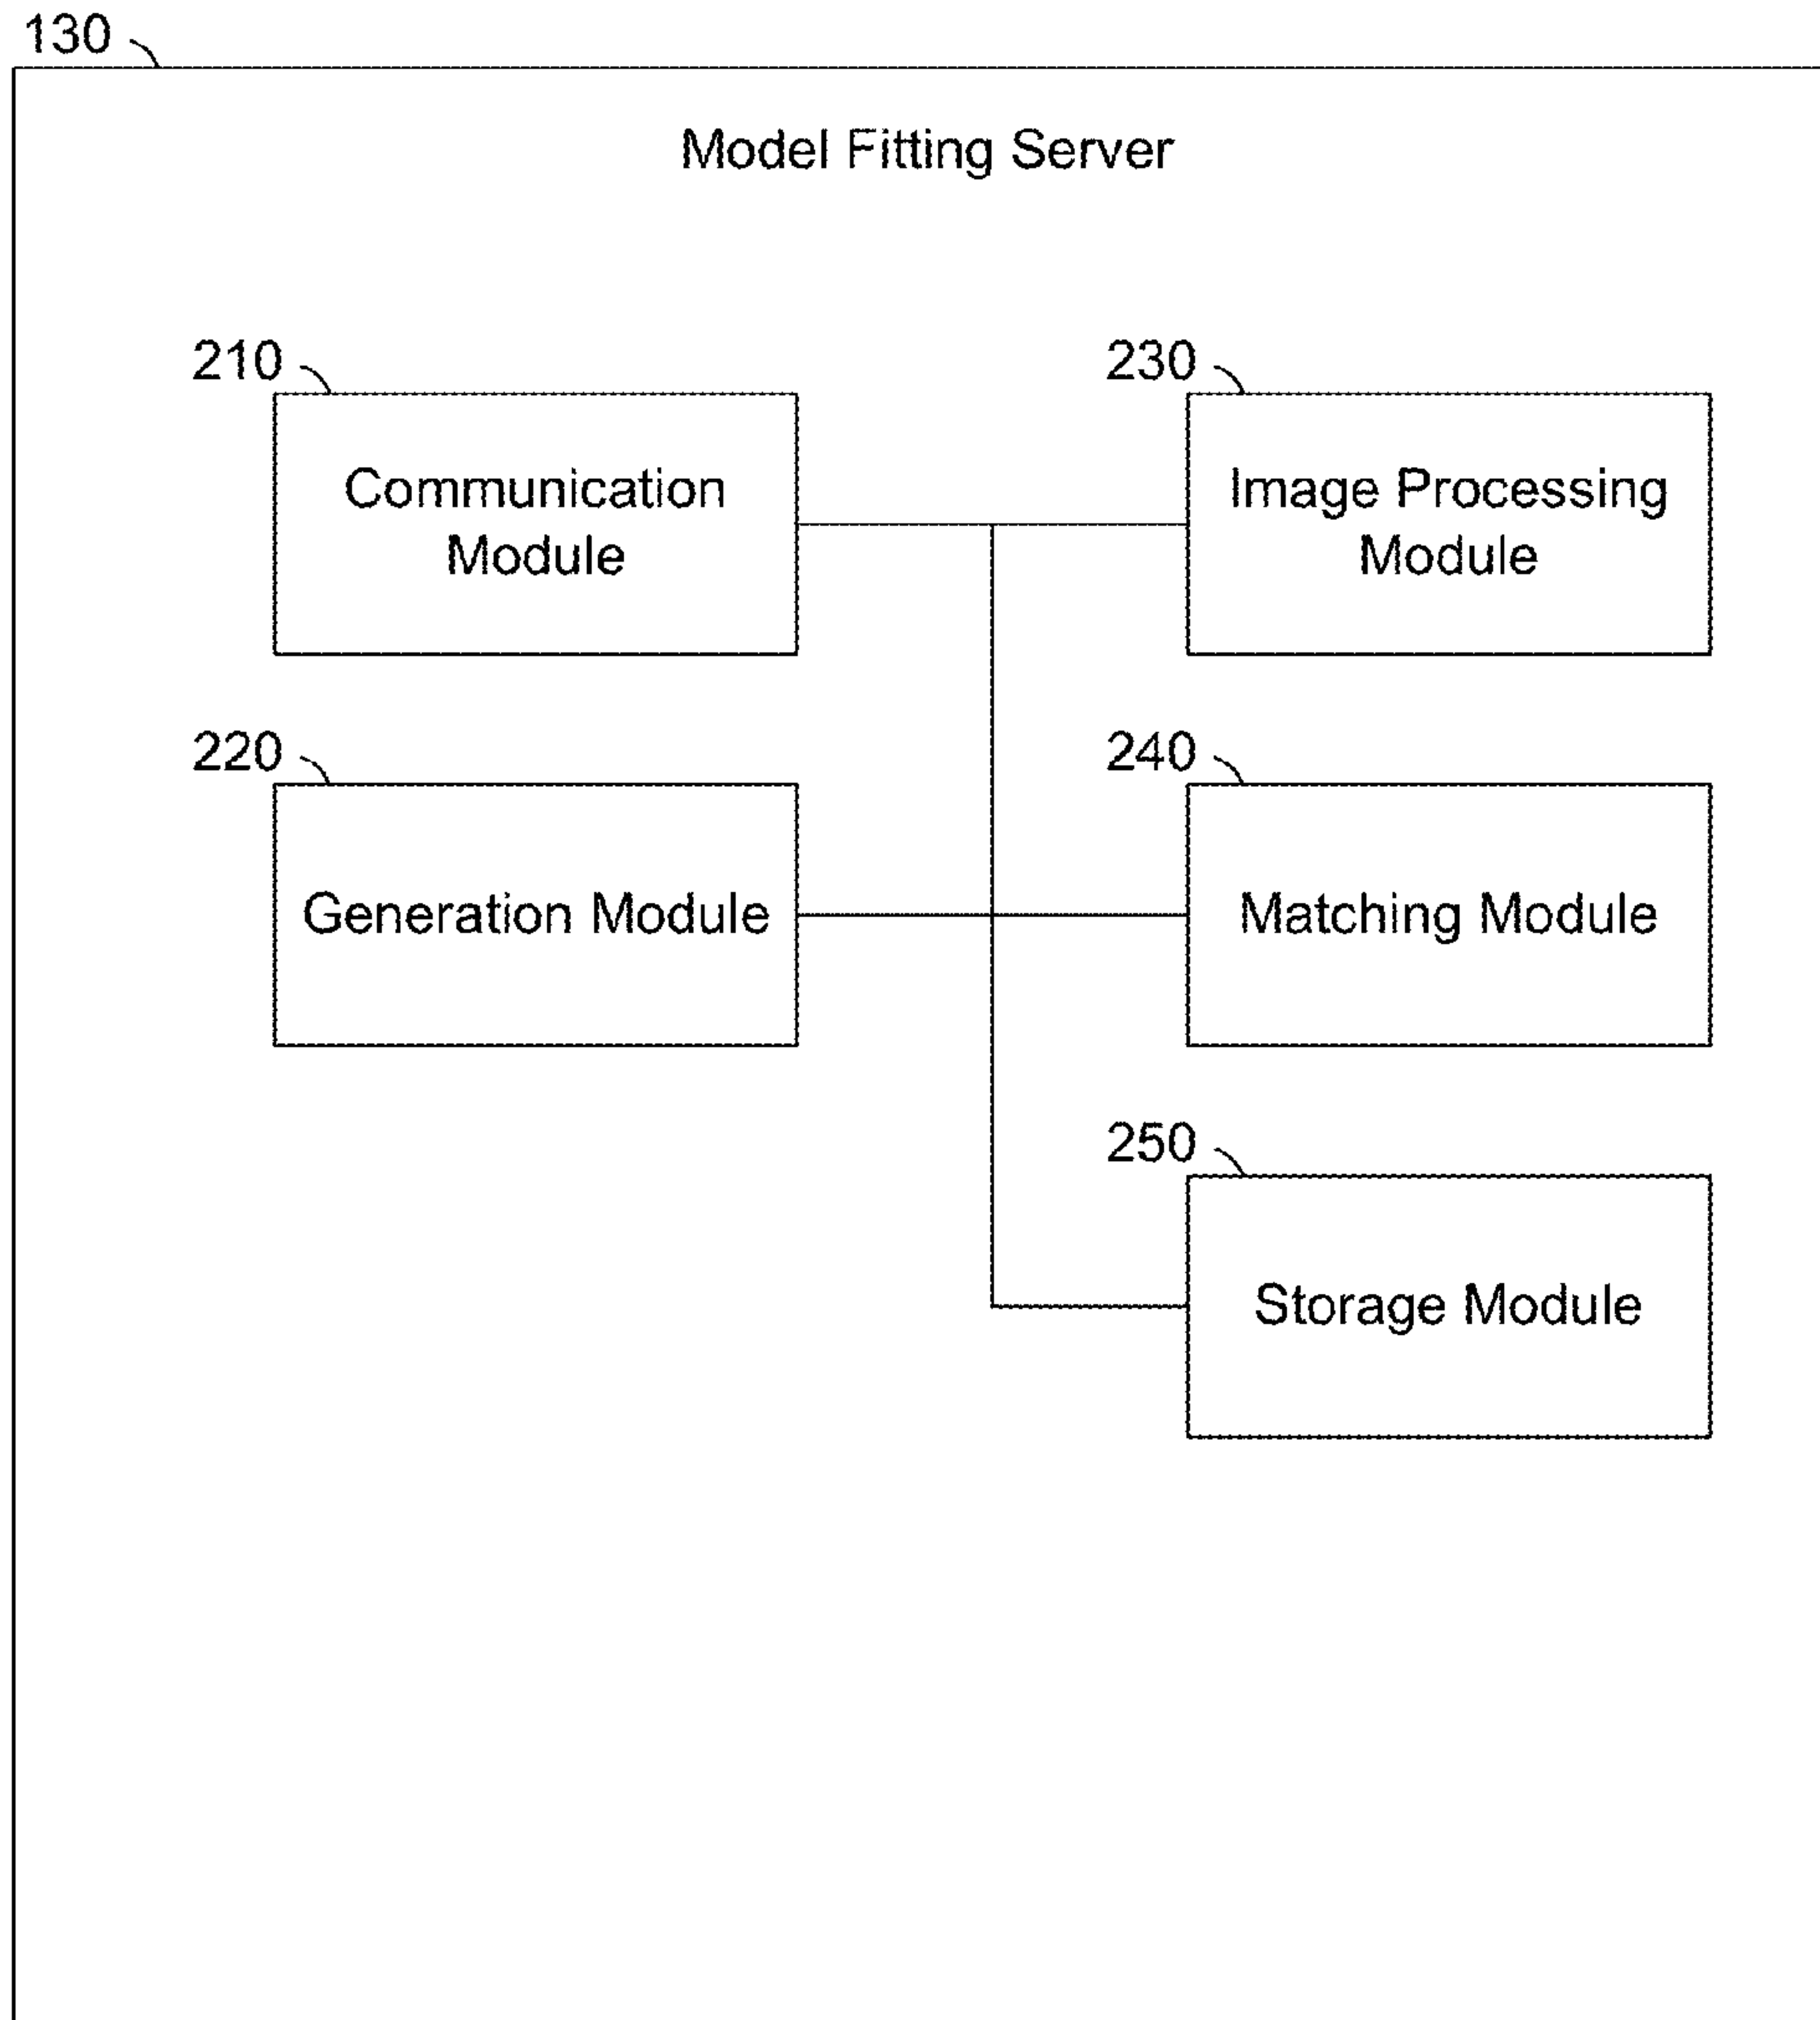 130
Model Fitting Server
210
Communication
Module
230
Image Processing
Module
220
Generation Module
240
Matching Module
250
Storage Module